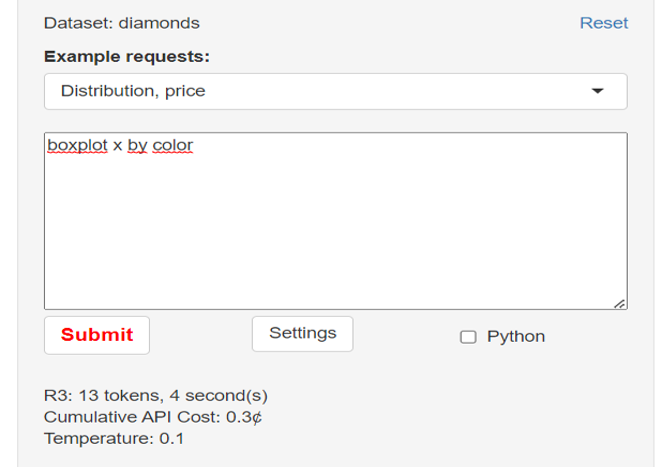 Dataset: diamonds Reset
Example requests:
Distribution, price
boxplot x by color
Submit Settings Python
R3: 13 tokens, 4 second(s)
Cumulative API Cost: 0.3¢
Temperature: 0.1